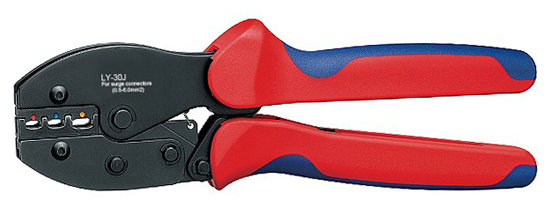 LY-30J
For surge connectors
(0.5-6.0mm2)